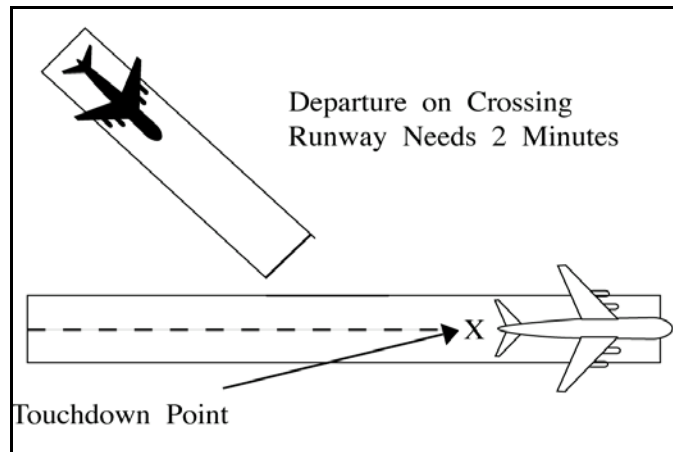 Departure on Crossing
Runway Needs 2 Minutes
X
Touchdown Point